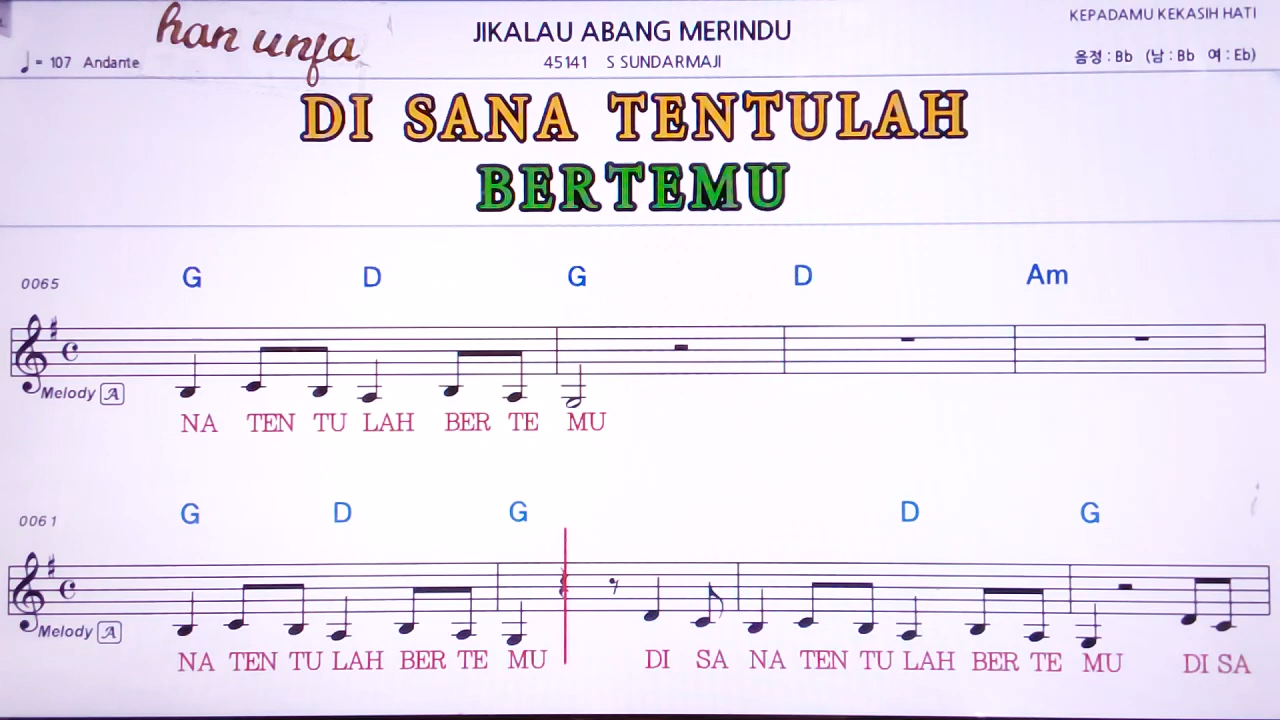 han unfa
JIKALAU ABANG MERINDU
KEPADAMU KEKASIH HATI
♩ = 107 Andante
45141 S SUNDARMAJI
음정 : Bb (남 : Bb 여 : Eb)
DI SANA TENTULAH
BERTEMU
0065
G D G D Am
Melody A
NA TEN TU LAH BER TE MU
0061
G D G D G
Melody A
NA TEN TU LAH BER TE MU DI SA NA TEN TU LAH BER TE MU DI SA